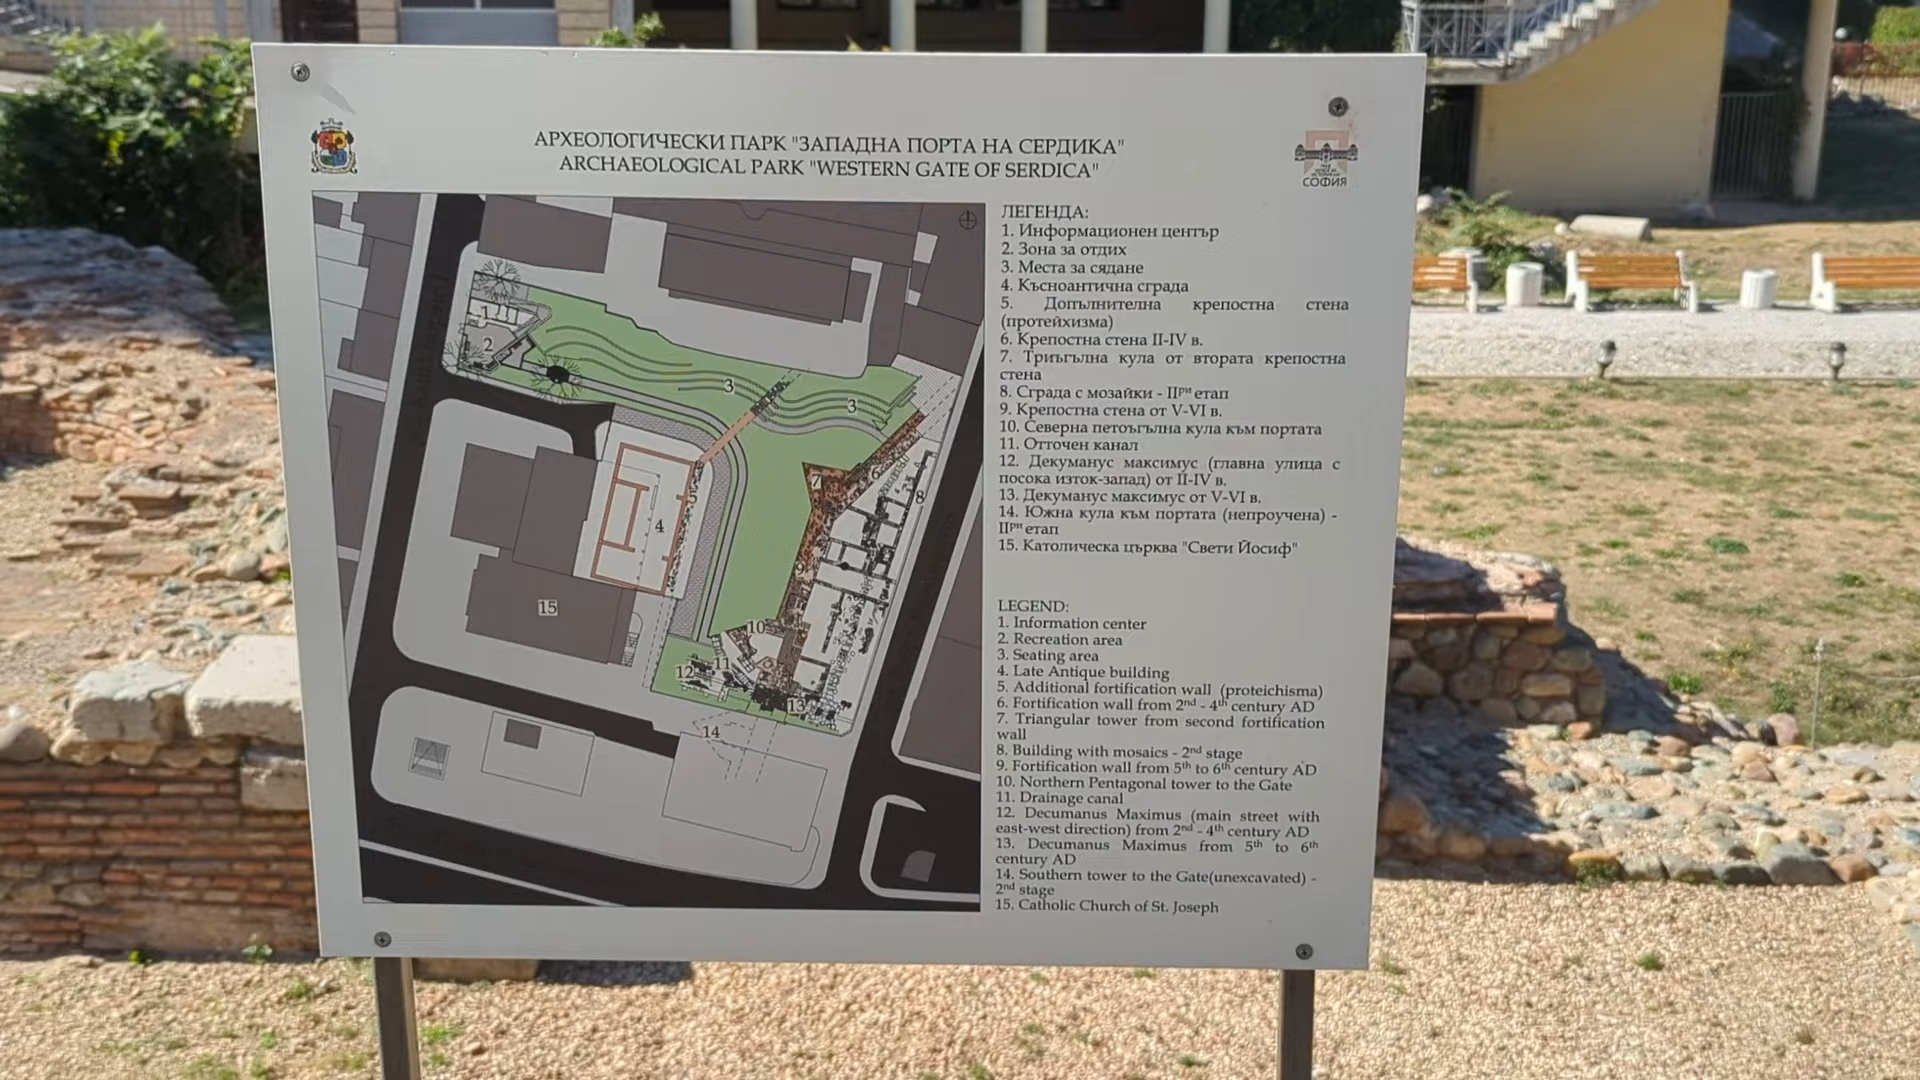 АРХЕОЛОГИЧЕСКИ ПАРК "ЗАПАДНА ПОРТА НА СЕРДИКА"
ARCHAEOLOGICAL PARK "WESTERN GATE OF SERDICA"
СОФИЯ
ЛЕГЕНДА:
1. Информационен център
2. Зона за отдих
3. Места за сядане
4. Късноантична сграда
5. Допълнителна крепостна стена
(протейхизма)
6. Крепостна стена II-IV в.
7. Триъгълна кула от втората крепостна
стена
8. Сграда с мозайки - IIри етап
9. Крепостна стена от V-VI в.
10. Северна петоъгълна кула към портата
11. Отточен канал
12. Декуманус максимус (главна улица с
посока изток-запад) от II-IV в.
13. Декуманус максимус от V-VI в.
14. Южна кула към портата (непроучена) -
IIри етап
15. Католическа църква "Свети Йосиф"
LEGEND:
1. Information center
2. Recreation area
3. Seating area
4. Late Antique building
5. Additional fortification wall (proteichisma)
6. Fortification wall from 2nd - 4th century AD
7. Triangular tower from second fortification
wall
8. Building with mosaics - 2nd stage
9. Fortification wall from 5th to 6th century AD
10. Northern Pentagonal tower to the Gate
11. Drainage canal
12. Decumanus Maximus (main street with
east-west direction) from 2nd - 4th century AD
13. Decumanus Maximus from 5th to 6th
century AD
14. Southern tower to the Gate(unexcavated) -
2nd stage
15. Catholic Church of St. Joseph
1
2
3
3
4
5
6
7
8
9
10
11
12
13
14
15